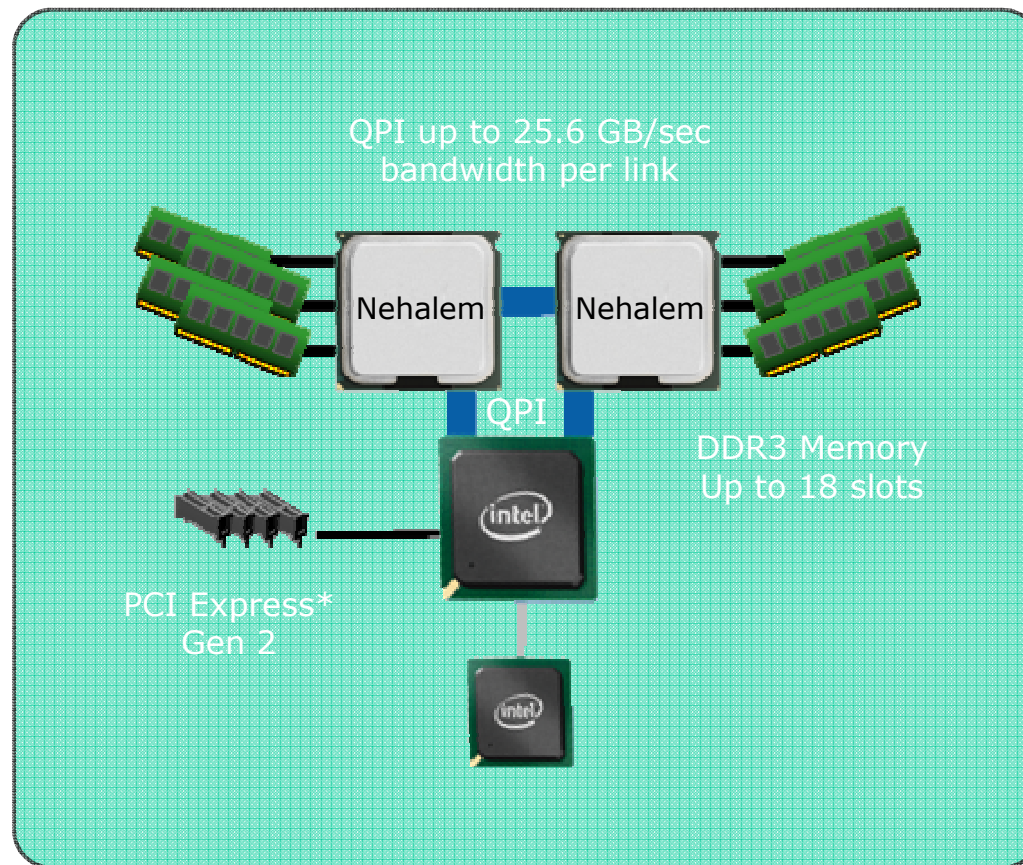 QPI up to 25.6 GB/sec
bandwidth per link
Nehalem
Nehalem
QPI
DDR3 Memory
Up to 18 slots
intel
PCI Express*
Gen 2
intel